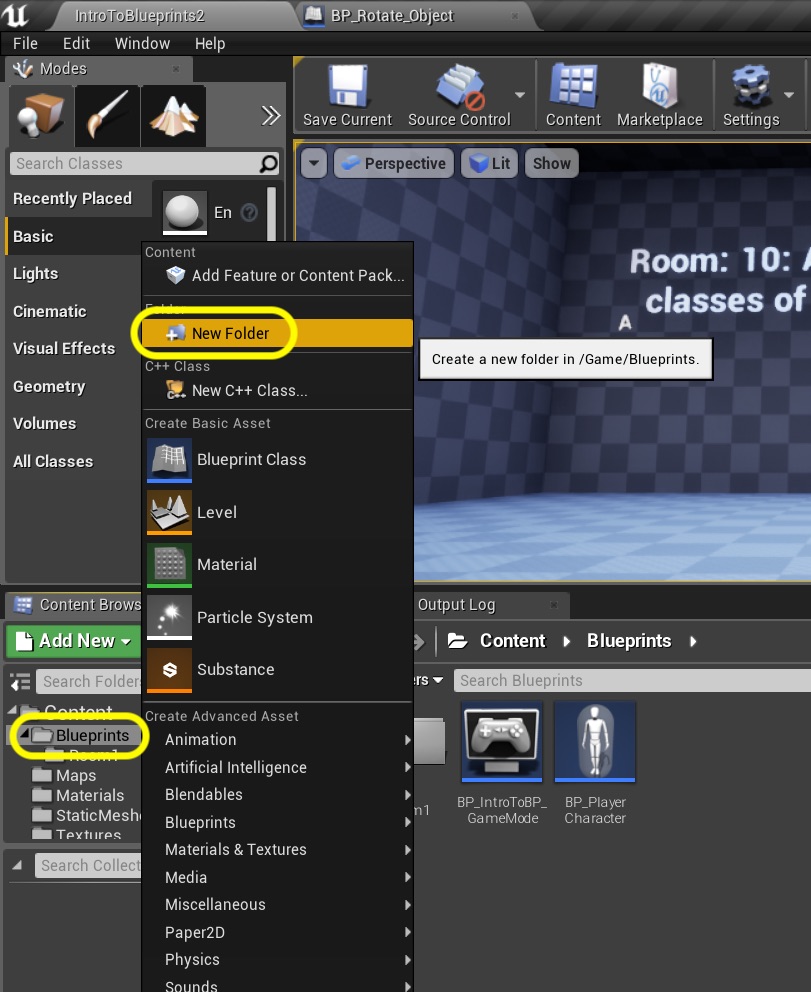 IntroToBlueprints2
BP_Rotate_Object
File Edit Window Help
Modes
Save Current
Source Control
Content
Marketplace
Settings
Search Classes
Perspective
Lit
Show
Recently Placed
En
Basic
Lights
Cinematic
Visual Effects
Geometry
Volumes
All Classes
Room: 10:
classes of
A
Content
Add Feature or Content Pack...
Folder
New Folder
Create a new folder in /Game/Blueprints.
C++ Class
New C++ Class...
Create Basic Asset
Blueprint Class
Level
Material
Particle System
Substance
Create Advanced Asset
Animation
Artificial Intelligence
Blendables
Blueprints
Materials & Textures
Media
Miscellaneous
Paper2D
Physics
Sounds
Content Brows
Output Log
Add New
Content
Blueprints
Search Folders
ers
Search Blueprints
Content
Blueprints
Room1
Maps
Materials
StaticMeshe
Textures
Search Collect
m1
BP_IntroToBP_
GameMode
BP_Player
Character